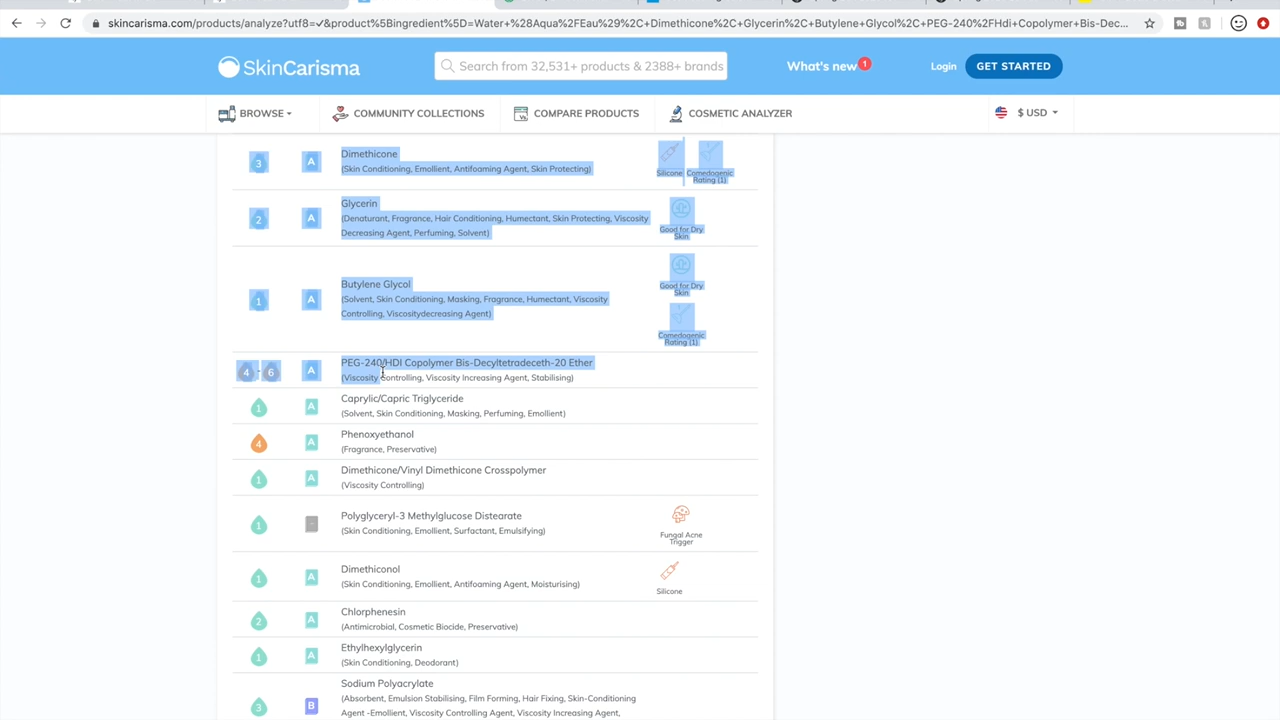 skincarisma.com/products/analyze?utf8=✓&product%5Bingredient%5D=Water+%28Aqua%2FEau%29%2C+Dimethicone%2C+Glycerin%2C+Butylene+Glycol%2C+PEG-240%2FHdi+Copolymer+Bis-Dec...
SkinCarisma
Search from 32,531+ products & 2388+ brands
What's new 1
Login
GET STARTED
BROWSE
COMMUNITY COLLECTIONS
COMPARE PRODUCTS
COSMETIC ANALYZER
$ USD
3 A Dimethicone
(Skin Conditioning, Emollient, Antifoaming Agent, Skin Protecting)
Silicone
Comedogenic
Rating (1)
2 A Glycerin
(Denaturant, Fragrance, Hair Conditioning, Humectant, Skin Protecting, Viscosity
Decreasing Agent, Perfuming, Solvent)
Good for Dry
Skin
1 A Butylene Glycol
(Solvent, Skin Conditioning, Masking, Fragrance, Humectant, Viscosity
Controlling, Viscositydecreasing Agent)
Good for Dry
Skin
Comedogenic
Rating (1)
4 - 6 A PEG-240/HDI Copolymer Bis-Decyltetradeceth-20 Ether
(Viscosity Controlling, Viscosity Increasing Agent, Stabilising)
1 A Caprylic/Capric Triglyceride
(Solvent, Skin Conditioning, Masking, Perfuming, Emollient)
4 A Phenoxyethanol
(Fragrance, Preservative)
1 A Dimethicone/Vinyl Dimethicone Crosspolymer
(Viscosity Controlling)
1 Polyglyceryl-3 Methylglucose Distearate
(Skin Conditioning, Emollient, Surfactant, Emulsifying)
Fungal Acne
Trigger
1 A Dimethiconol
(Skin Conditioning, Emollient, Antifoaming Agent, Moisturising)
Silicone
2 A Chlorphenesin
(Antimicrobial, Cosmetic Biocide, Preservative)
1 A Ethylhexylglycerin
(Skin Conditioning, Deodorant)
3 B Sodium Polyacrylate
(Absorbent, Emulsion Stabilising, Film Forming, Hair Fixing, Skin-Conditioning
Agent -Emollient, Viscosity Controlling Agent, Viscosity Increasing Agent,